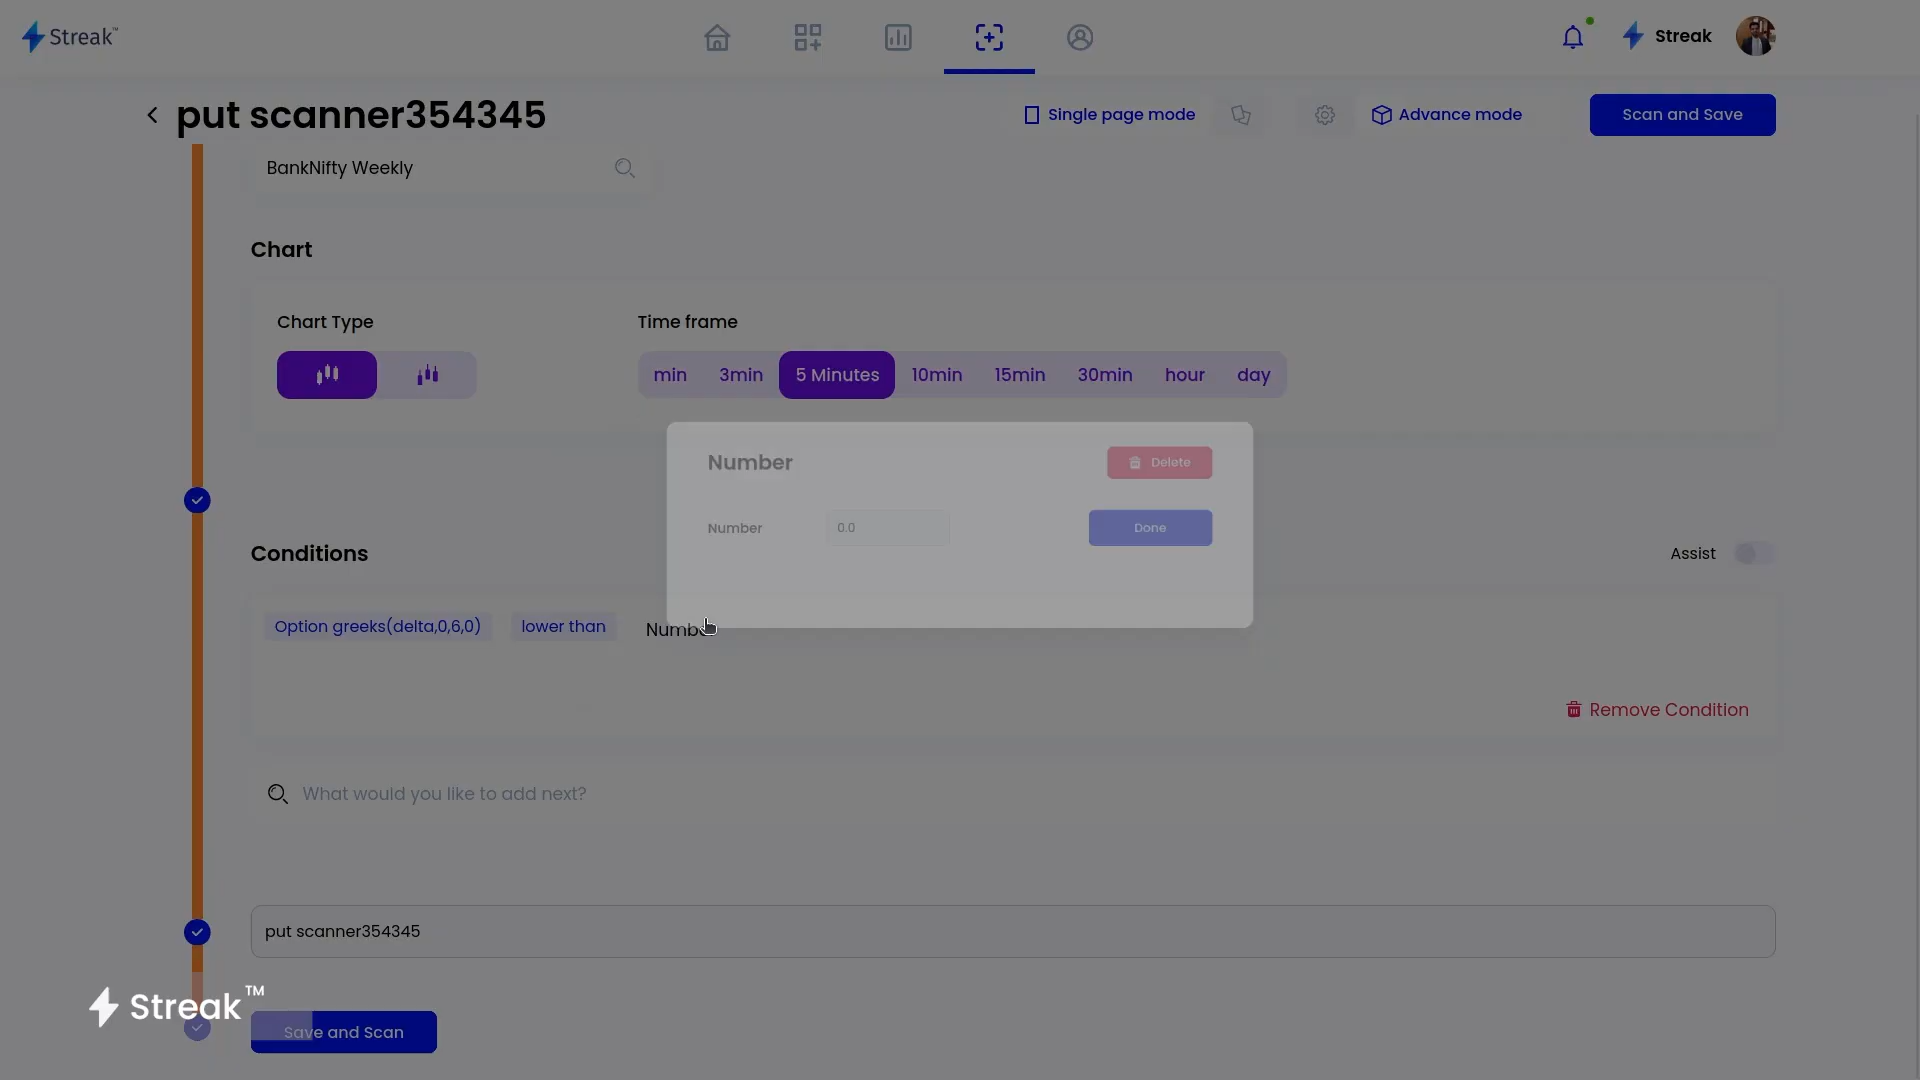 Streak™
Streak
put scanner354345
Single page mode
Advance mode
Scan and Save
BankNifty Weekly
Chart
Chart Type
Time frame
min 3min 5 Minutes 10min 15min 30min hour day
Number
Delete
Number
0.0
Done
Conditions
Assist
Option greeks(delta,0,6,0) lower than
Remove Condition
What would you like to add next?
put scanner354345
Streak™
Save and Scan